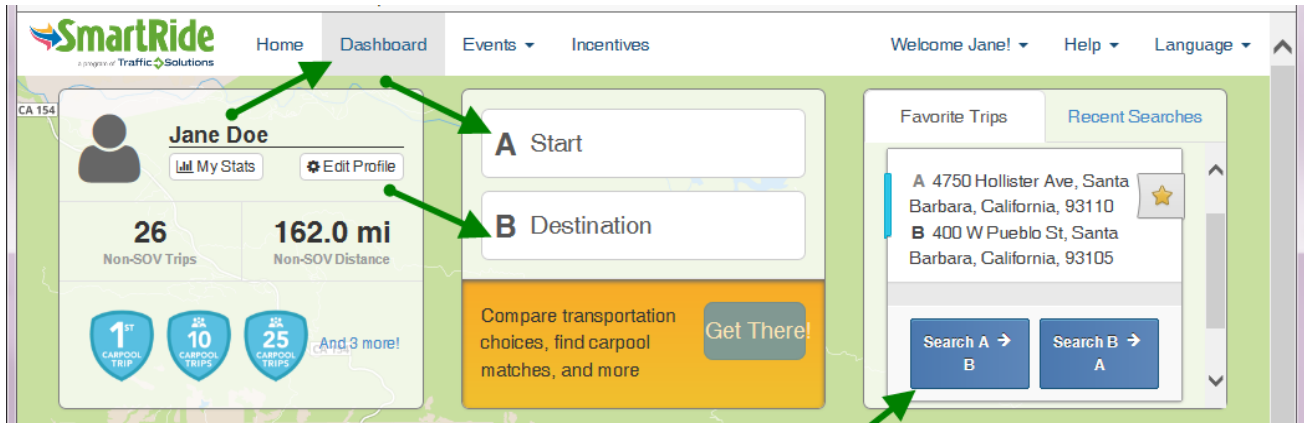 SmartRide
a program of Traffic Solutions
Home Dashboard Events Incentives Welcome Jane! Help Language
CA 154
Jane Doe
My Stats Edit Profile
26 162.0 mi
Non-SOV Trips Non-SOV Distance
1ST CARPOOL TRIP
10 CARPOOL TRIPS
25 CARPOOL TRIPS
And 3 more!
CA 154
A Start
B Destination
Compare transportation
choices, find carpool
matches, and more
Get There!
Favorite Trips Recent Searches
A 4750 Hollister Ave, Santa
Barbara, California, 93110
B 400 W Pueblo
St, Santa
Barbara, California, 93105
Search A → B
Search B → A